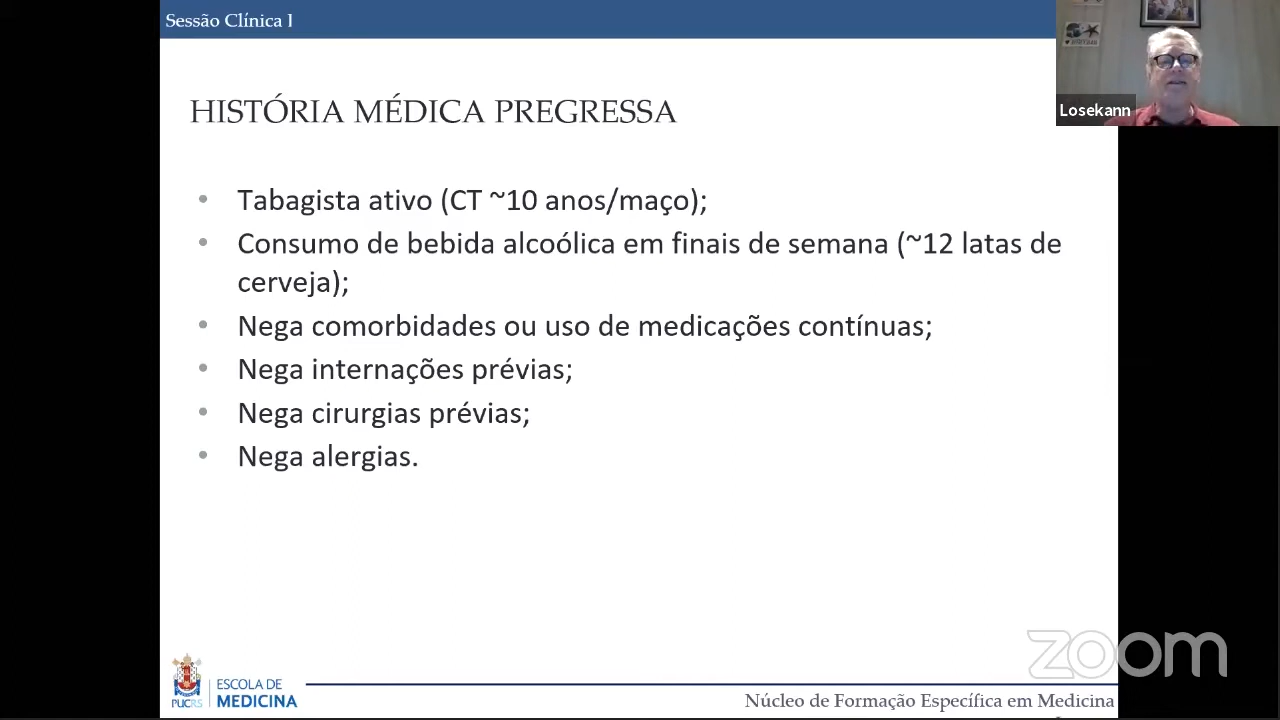 Sessão Clínica I
Losekann
HISTÓRIA MÉDICA PREGRESSA
• Tabagista ativo (CT ~10 anos/maço);
• Consumo de bebida alcoólica em finais de semana (~12 latas de
cerveja);
• Nega comorbidades ou uso de medicações contínuas;
• Nega internações prévias;
• Nega cirurgias prévias;
• Nega alergias.
zoom
PUCRS
ESCOLA DE
MEDICINA
Núcleo de Formação Específica em Medicina